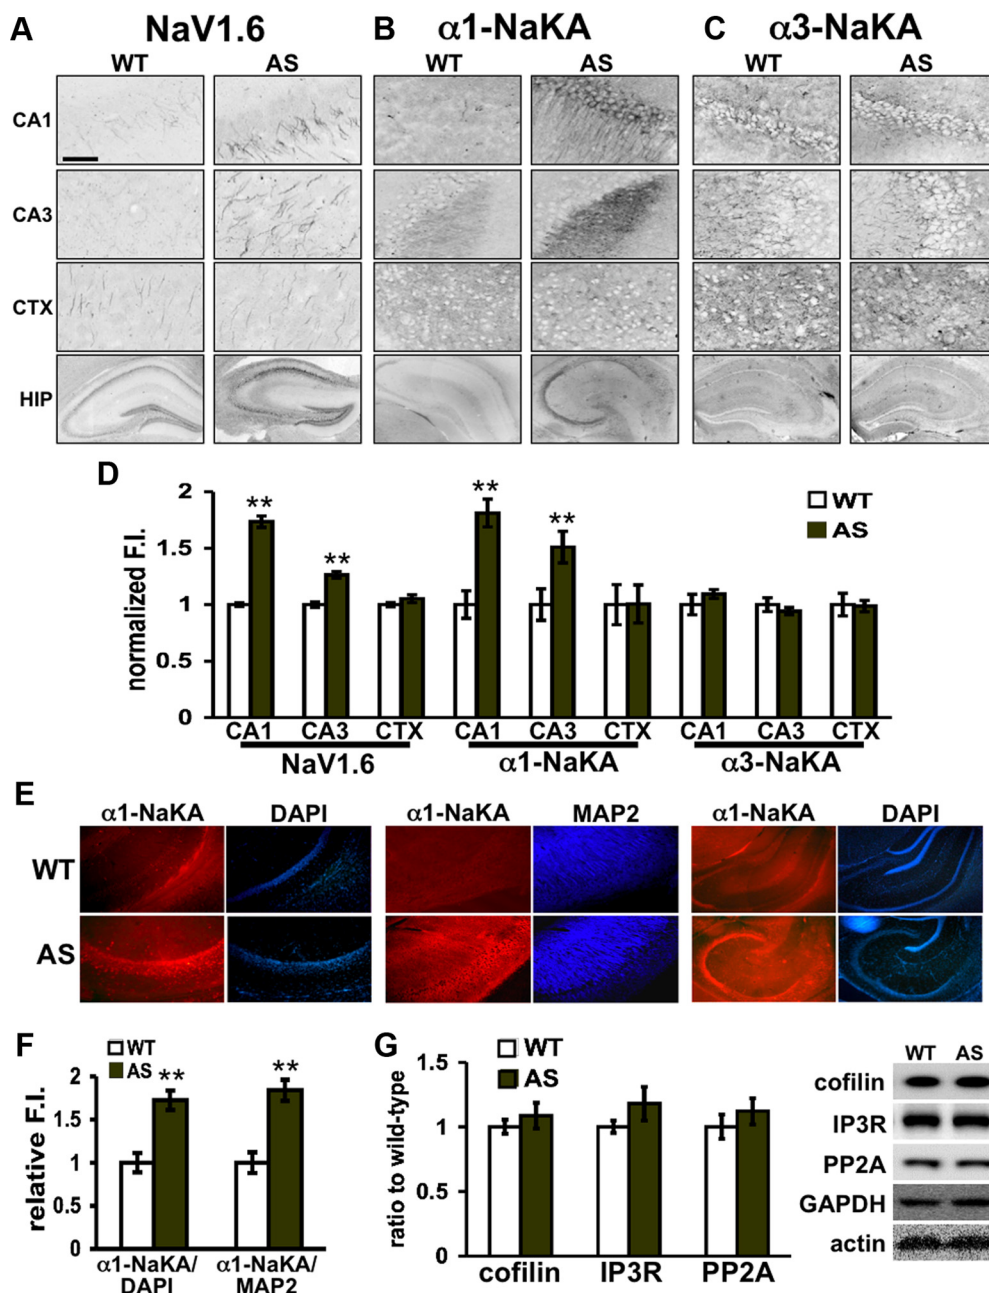 A NaV1.6 B α1-NaKA C α3-NaKA
WT AS WT AS WT AS
CA1
CA3
CTX
HIP
D
normalized F.I.
2
1.5
1
0.5
0
** ** ** **
WT
AS
CA1 CA3 CTX CA1 CA3 CTX CA1 CA3 CTX
NaV1.6 α1-NaKA α3-NaKA
E
α1-NaKA DAPI α1-NaKA MAP2 α1-NaKA DAPI
WT
AS
F
relative F.I.
2
1.5
1
0.5
0
WT
AS
** **
α1-NaKA/ α1-NaKA/
DAPI MAP2
G
ratio to wild-type
1.5
1
0.5
0
WT
AS
cofilin IP3R PP2A
WT AS
cofilin
IP3R
PP2A
GAPDH
actin